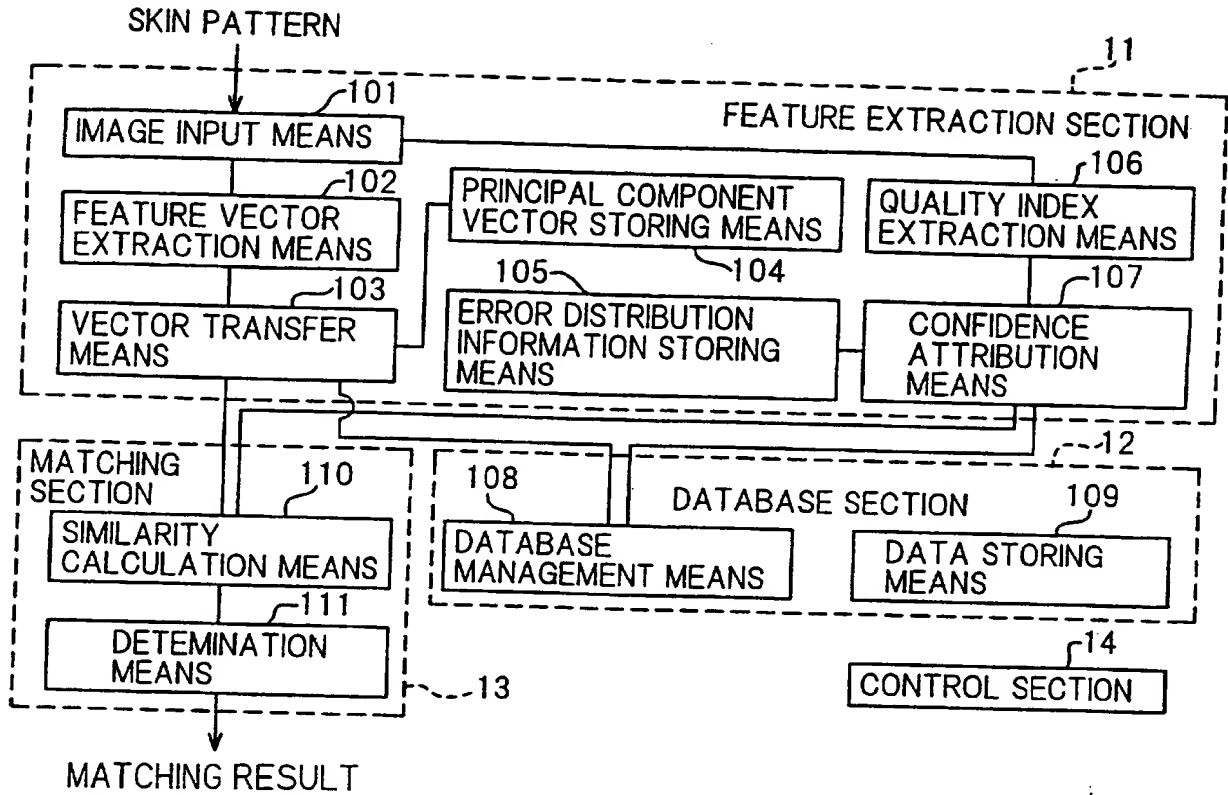 SKIN PATTERN
11
101
IMAGE INPUT MEANS
FEATURE EXTRACTION SECTION
102
FEATURE VECTOR
EXTRACTION MEANS
PRINCIPAL COMPONENT
VECTOR STORING MEANS
104
106
QUALITY INDEX
EXTRACTION MEANS
103
VECTOR TRANSFER
MEANS
105
ERROR DISTRIBUTION
INFORMATION STORING
MEANS
107
CONFIDENCE
ATTRIBUTION
MEANS
MATCHING
SECTION
110
SIMILARITY
CALCULATION MEANS
12
108
DATABASE SECTION
109
DATABASE
MANAGEMENT MEANS
DATA STORING
MEANS
111
DETEMINATION
MEANS
13
14
CONTROL SECTION
MATCHING RESULT